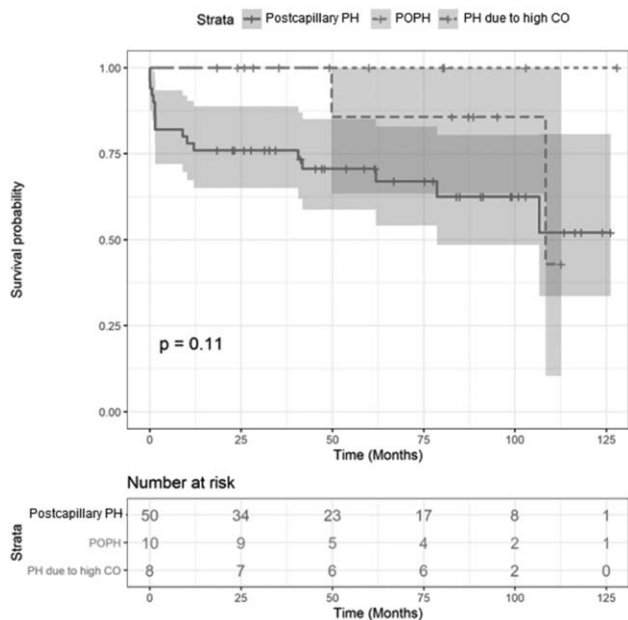 Strata Postcapillary PH POPH PH due to high CO
1.00
0.75
0.50
0.25
0.00
Survival probability
p = 0.11
0 25 50 75 100 125
Time (Months)
Number at risk
Strata
Postcapillary PH 50 34 23 17 8 1
POPH 10 9 5 4 2 1
PH due to high CO 8 7 6 6 2 0
0 25 50 75 100 125
Time (Months)